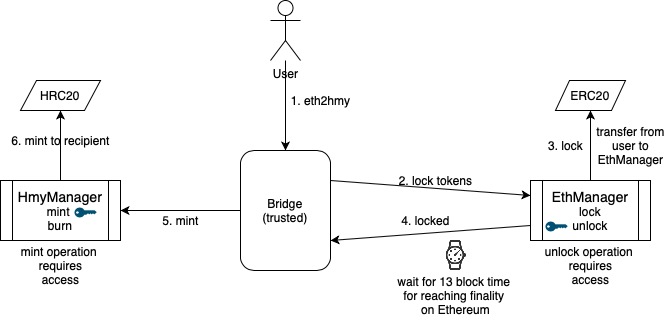 User
1. eth2hmy
HRC20
ERC20
6. mint to recipient
3. lock
transfer from
user to
EthManager
HmyManager
mint
burn
mint operation
requires
access
Bridge
(trusted)
2. lock tokens
5. mint
4. locked
EthManager
lock
unlock
unlock operation
requires
access
wait for 13 block time
for reaching finality
on Ethereum